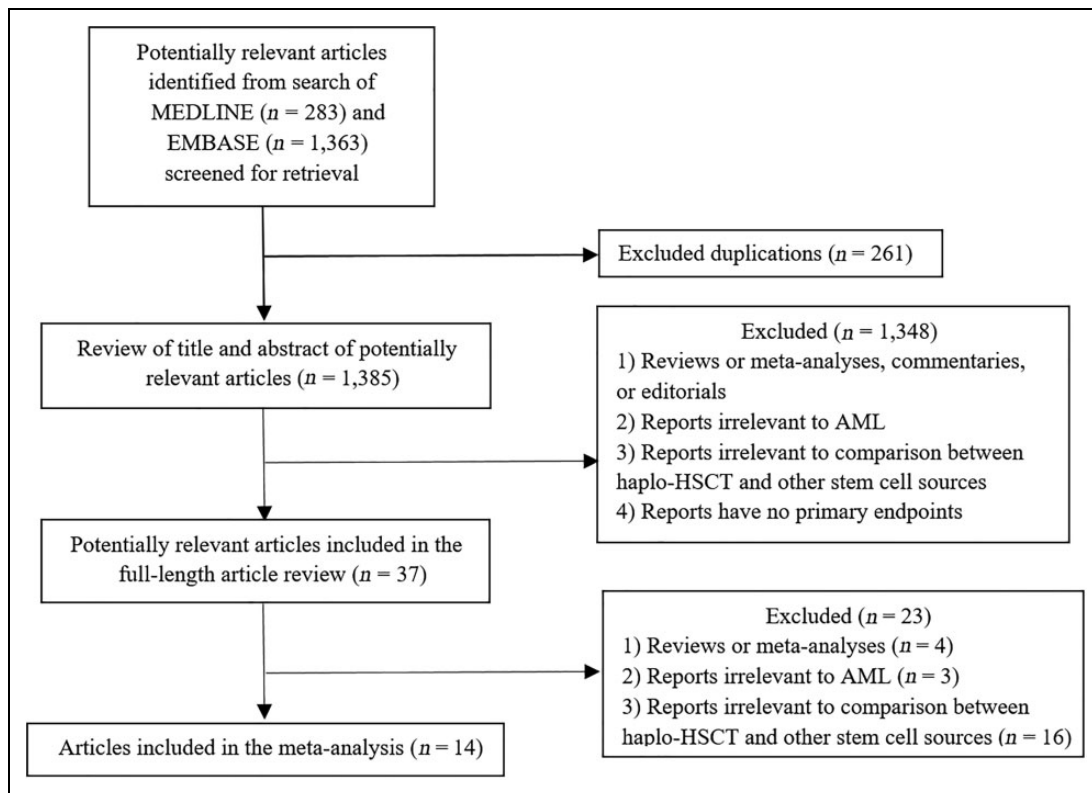 Potentially relevant articles
identified from search of
MEDLINE (n = 283) and
EMBASE (n = 1,363)
screened for retrieval
Excluded duplications (n = 261)
Review of title and abstract of potentially
relevant articles (n = 1,385)
Excluded (n = 1,348)
1) Reviews or meta-analyses, commentaries,
or editorials
2) Reports irrelevant to AML
3) Reports irrelevant to comparison between
haplo-HSCT and other stem cell sources
4) Reports have no primary endpoints
Potentially relevant articles included in the
full-length article review (n = 37)
Excluded (n = 23)
1) Reviews or meta-analyses (n = 4)
2) Reports irrelevant to AML (n = 3)
3) Reports irrelevant to comparison between
haplo-HSCT and other stem cell sources (n = 16)
Articles included in the meta-analysis (n = 14)